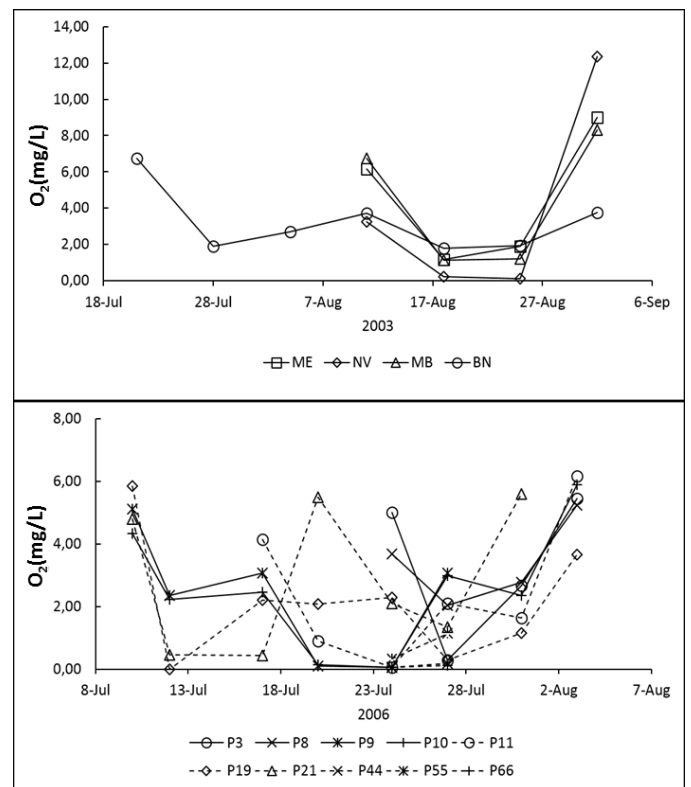 14,00
12,00
10,00
8,00
6,00
4,00
2,00
0,00
O₂(mg/L)
18-Jul 28-Jul 7-Aug 17-Aug 27-Aug 6-Sep
2003
ME NV MB BN
8,00
6,00
4,00
2,00
0,00
O₂(mg/L)
8-Jul 13-Jul 18-Jul 23-Jul 28-Jul 2-Aug 7-Aug
2006
P3 P8 P9 P10 P11
P19 P21 P44 P55 P66